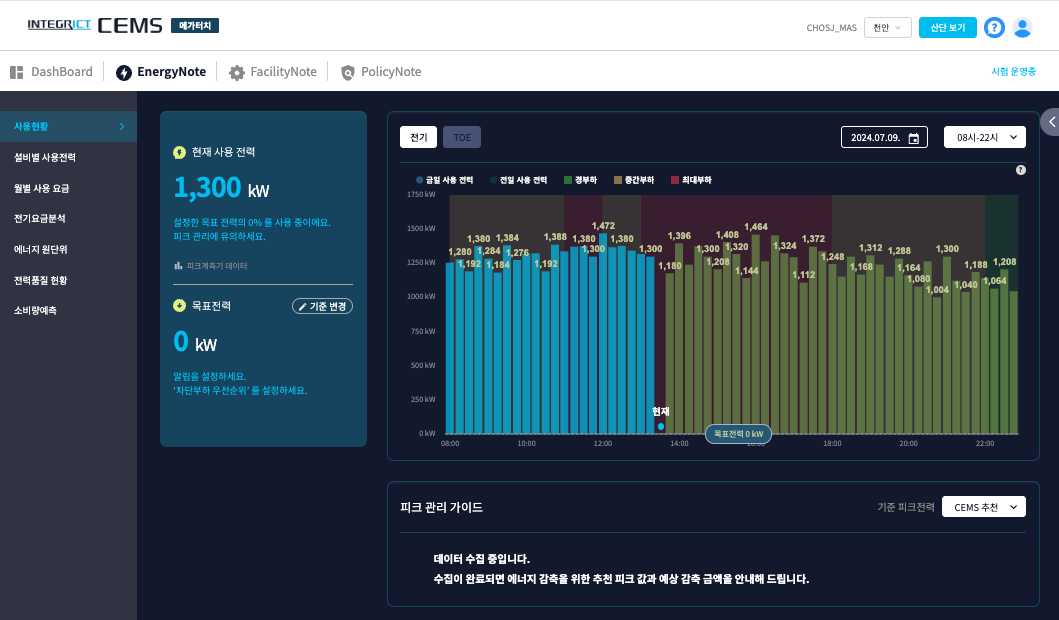 INTEGRICT CEMS 메가터치
CHOSJ_MAS 천안 산단 보기 ?
DashBoard EnergyNote FacilityNote PolicyNote 시험 운영중
사용현황
설비별 사용전력
월별 사용 요금
전기요금분석
에너지 원단위
전력품질 현황
소비량예측
현재 사용 전력
1,300 kW
설정한 목표 전력의 0% 를 사용 중이에요.
피크 관리에 유의하세요.
피크계측기 데이터
목표전력 기준 변경
0 kW
알림을 설정하세요.
‘차단부하 우선순위’ 를 설정하세요.
전기 TOE 2024.07.09. 08시-22시
?
금일 사용 전력 전일 사용 전력 경부하 중간부하 최대부하
1750 kW
1500 kW
1250 kW
1000 kW
750 kW
500 kW
250 kW
0 kW
1,280 1,192 1,380 1,284 1,184 1,384 1,276 1,192 1,388 1,380 1,300 1,472 1,380 1,300 1,180 1,396 1,300 1,208 1,408 1,320 1,144 1,464 1,324 1,112 1,372 1,248 1,168 1,312 1,288 1,164 1,080 1,004 1,300 1,040 1,188 1,064 1,208
현재
목표전력 0 kW
08:00 10:00 12:00 14:00 18:00 20:00 22:00
피크 관리 가이드 기준 피크전력 CEMS 추천
데이터 수집 중입니다.
수집이 완료되면 에너지 감축을 위한 추천 피크 값과 예상 감축 금액을 안내해 드립니다.